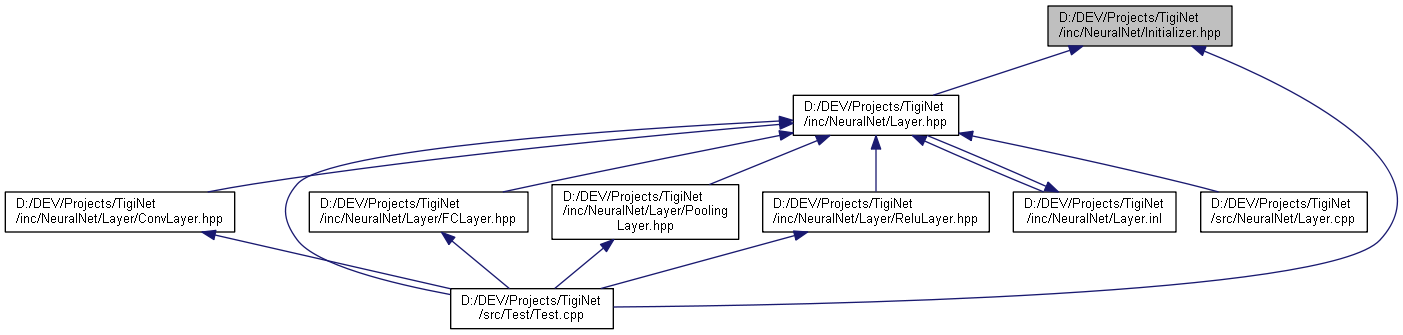 D:/DEV/Projects/TigiNet
/inc/NeuralNet/Initializer.hpp
D:/DEV/Projects/TigiNet
/inc/NeuralNet/Layer.hpp
D:/DEV/Projects/TigiNet
/inc/NeuralNet/Layer/ConvLayer.hpp
D:/DEV/Projects/TigiNet
/inc/NeuralNet/Layer/FCLayer.hpp
D:/DEV/Projects/TigiNet
/inc/NeuralNet/Layer/Pooling
Layer.hpp
D:/DEV/Projects/TigiNet
/inc/NeuralNet/Layer/ReluLayer.hpp
D:/DEV/Projects/TigiNet
/inc/NeuralNet/Layer.inl
D:/DEV/Projects/TigiNet
/src/NeuralNet/Layer.cpp
D:/DEV/Projects/TigiNet
/src/Test/Test.cpp